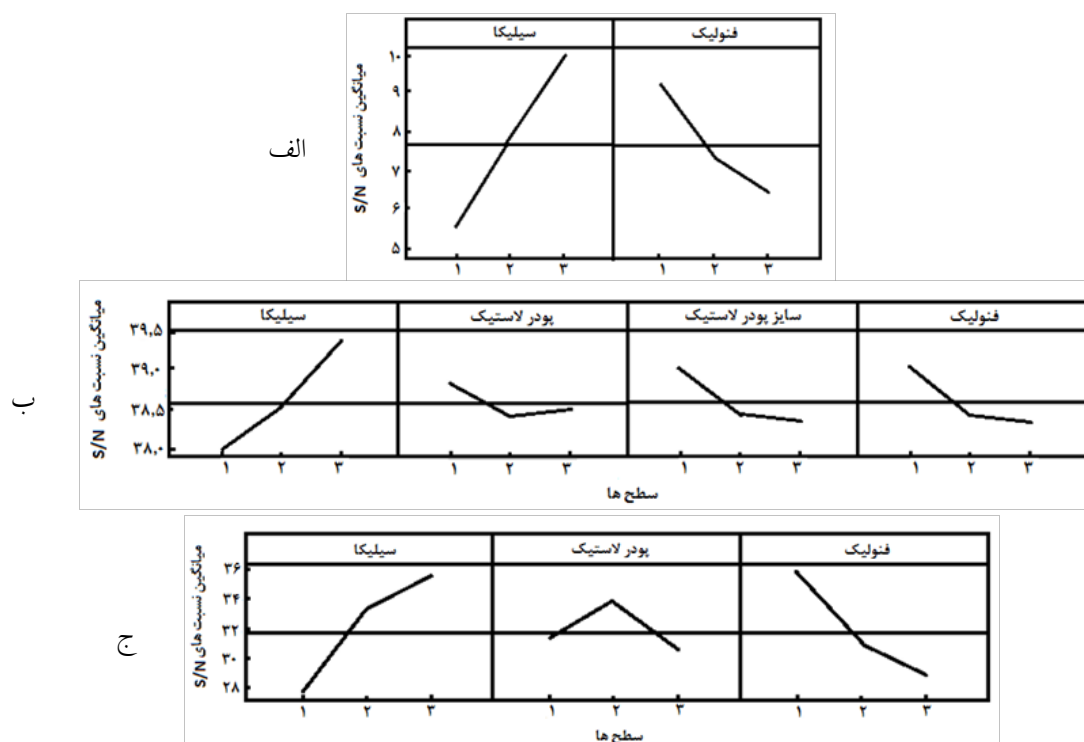 الف
سیلیکا
فنولیک
میانگین نسبت های S/N
۱۰
۹
۸
۷
۶
۵
۱ ۲ ۳
۱ ۲ ۳
ب
سیلیکا
پودر لاستیک
سایز پودر لاستیک
فنولیک
میانگین نسبت های S/N
۳۹,۵
۳۹,۰
۳۸,۵
۳۸,۰
۱ ۲ ۳
۱ ۲ ۳
۱ ۲ ۳
۱ ۲ ۳
سطح ها
ج
سیلیکا
پودر لاستیک
فنولیک
میانگین نسبت های S/N
۳۶
۳۴
۳۲
۳۰
۲۸
۱ ۲ ۳
۱ ۲ ۳
۱ ۲ ۳
سطح ها